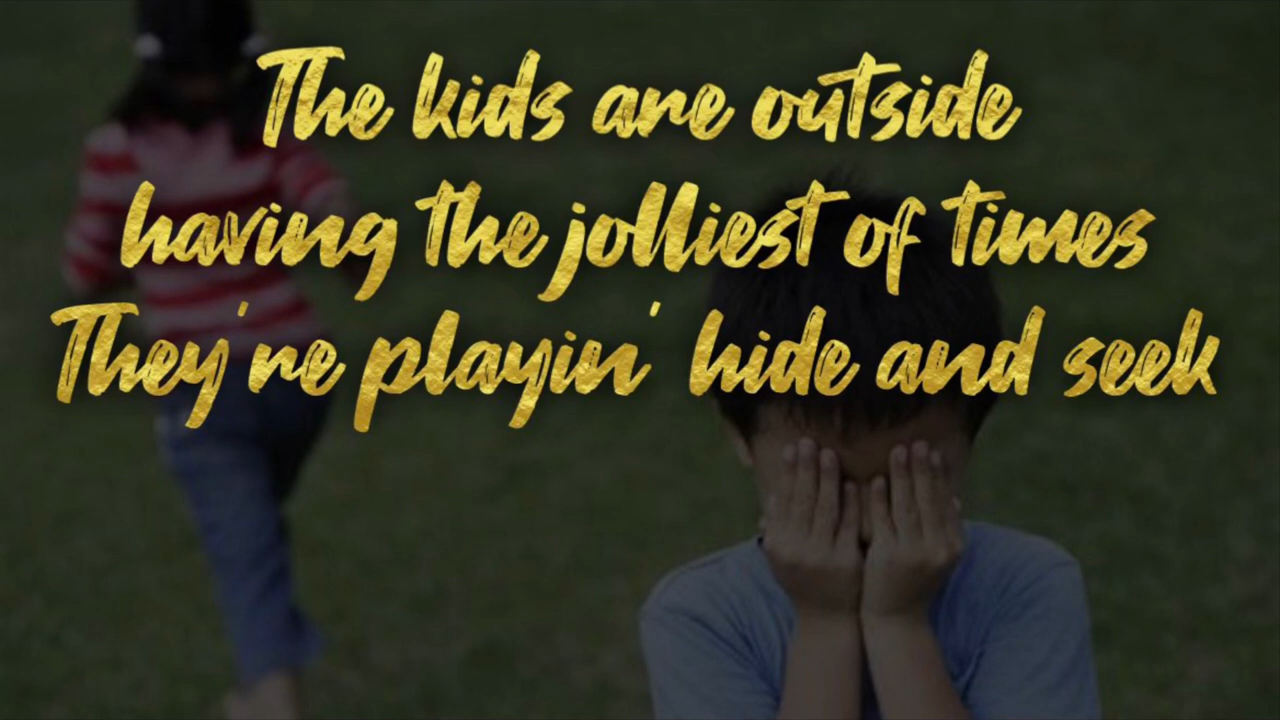 The kids are outside
having the jolliest of times
They're playin' hide and seek